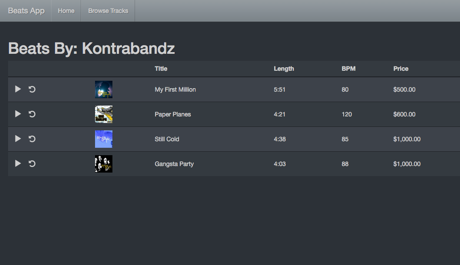 Beats App Home Browse Tracks
Beats By: Kontrabandz
Title Length BPM Price
My First Million 5:51 80 $500.00
Paper Planes 4:21 120 $600.00
Still Cold 4:38 85 $1,000.00
Gangsta Party 4:03 88 $1,000.00